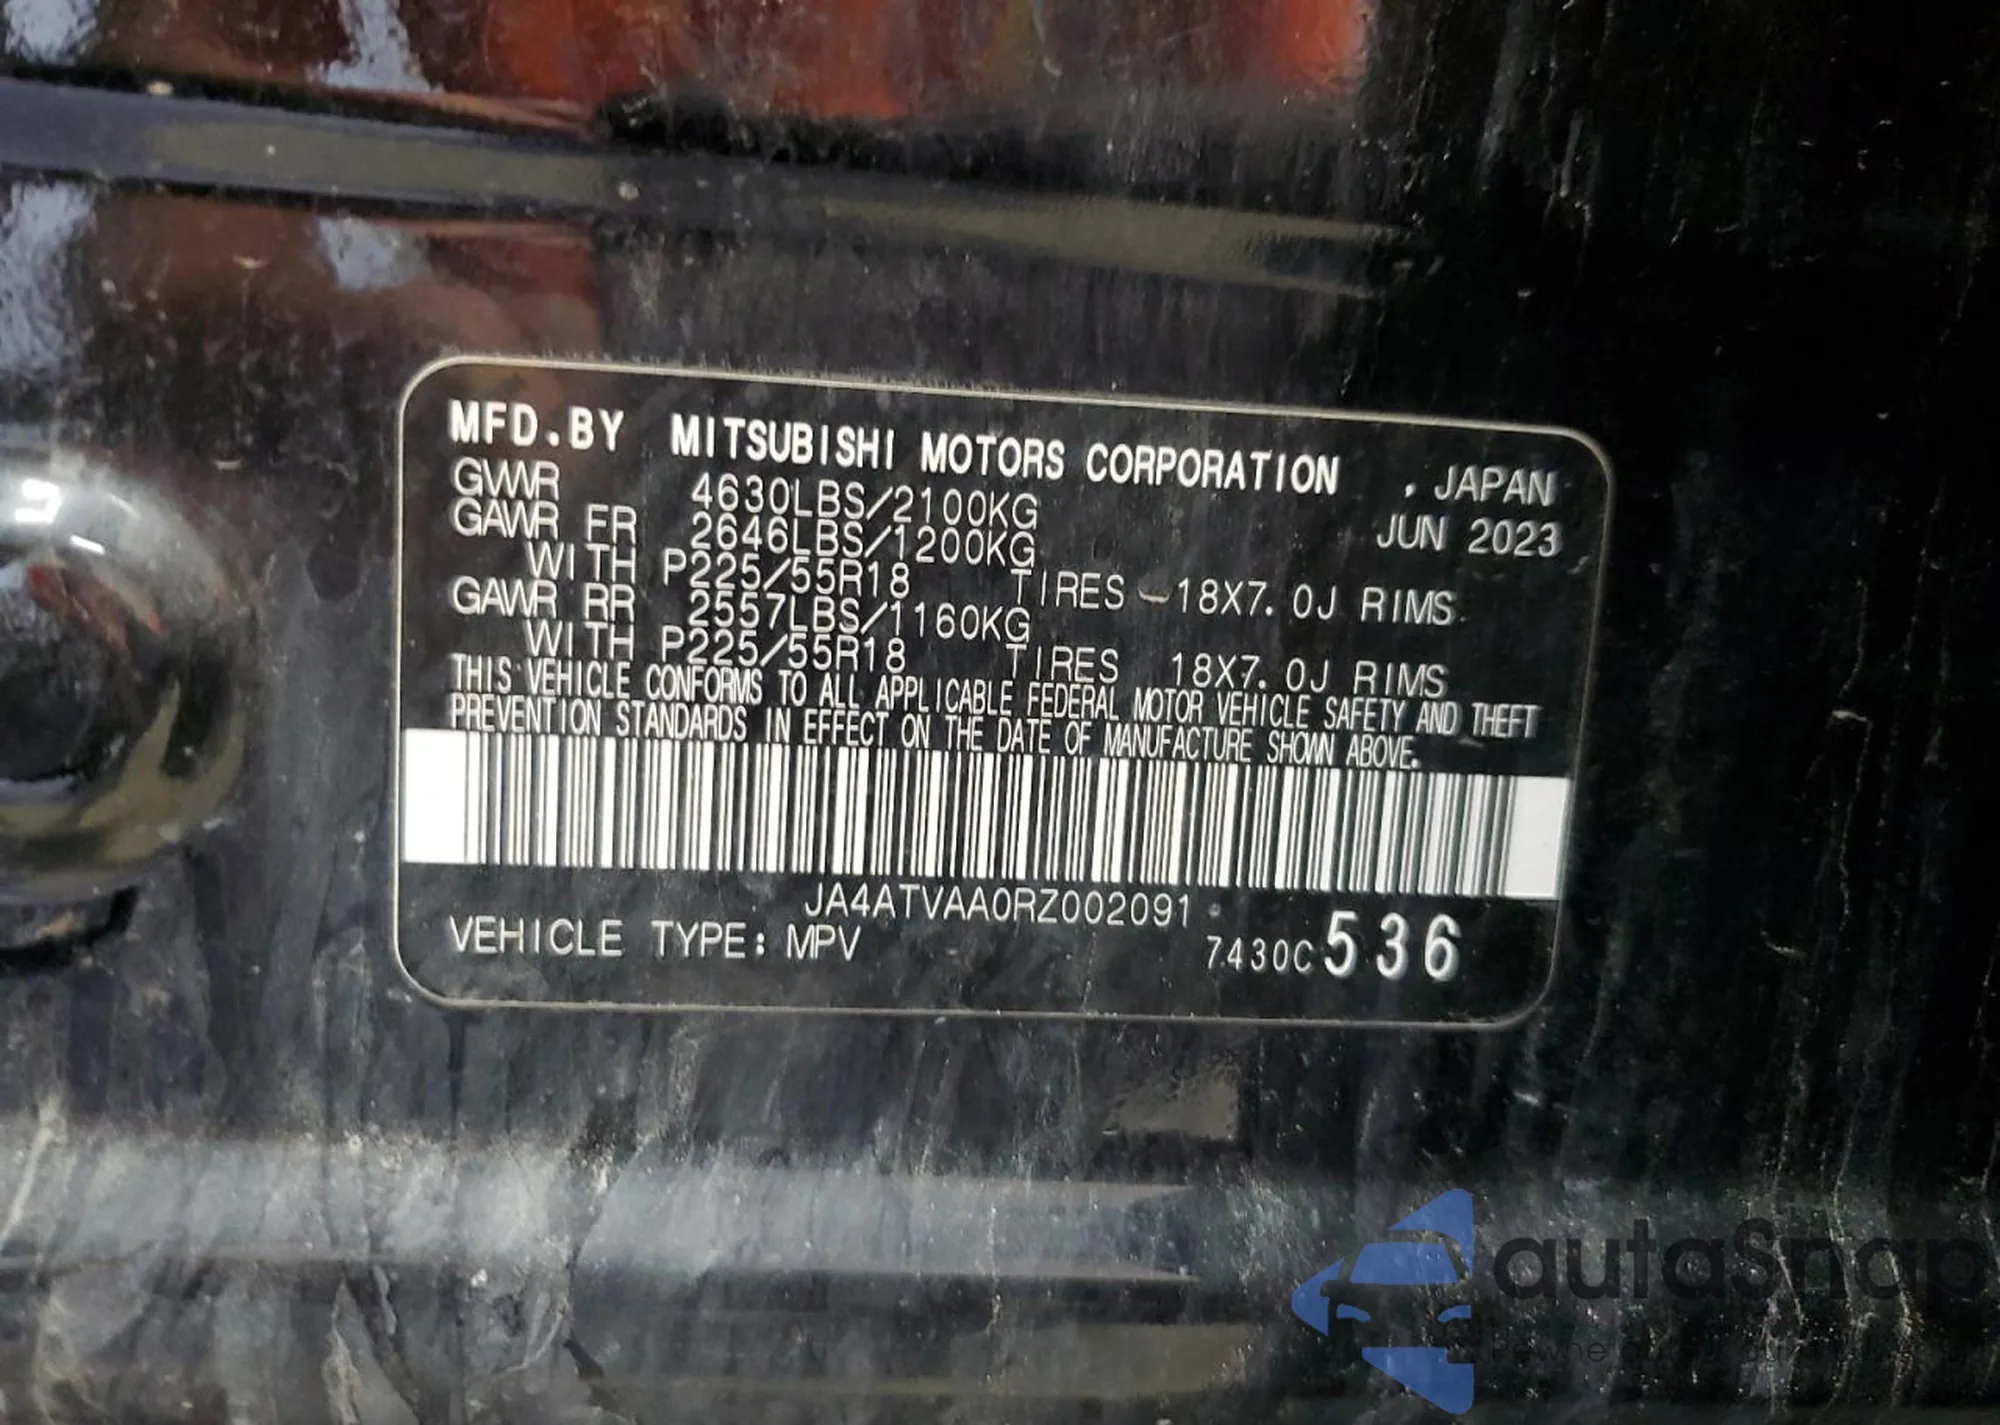 MFD.BY MITSUBISHI MOTORS CORPORATION , JAPAN
GVWR 4630LBS/2100KG JUN 2023
GAWR FR 2646LBS/1200KG
WITH P225/55R18 TIRES 18X7.0J RIMS
GAWR RR 2557LBS/1160KG
WITH P225/55R18 TIRES 18X7.0J RIMS
THIS VEHICLE CONFORMS TO ALL APPLICABLE FEDERAL MOTOR VEHICLE SAFETY AND THEFT
PREVENTION STANDARDS IN EFFECT ON THE DATE OF MANUFACTURE SHOWN ABOVE.
JA4ATVAA0RZ002091
VEHICLE TYPE: MPV 7430C 536
autaSnap
Pewne auta